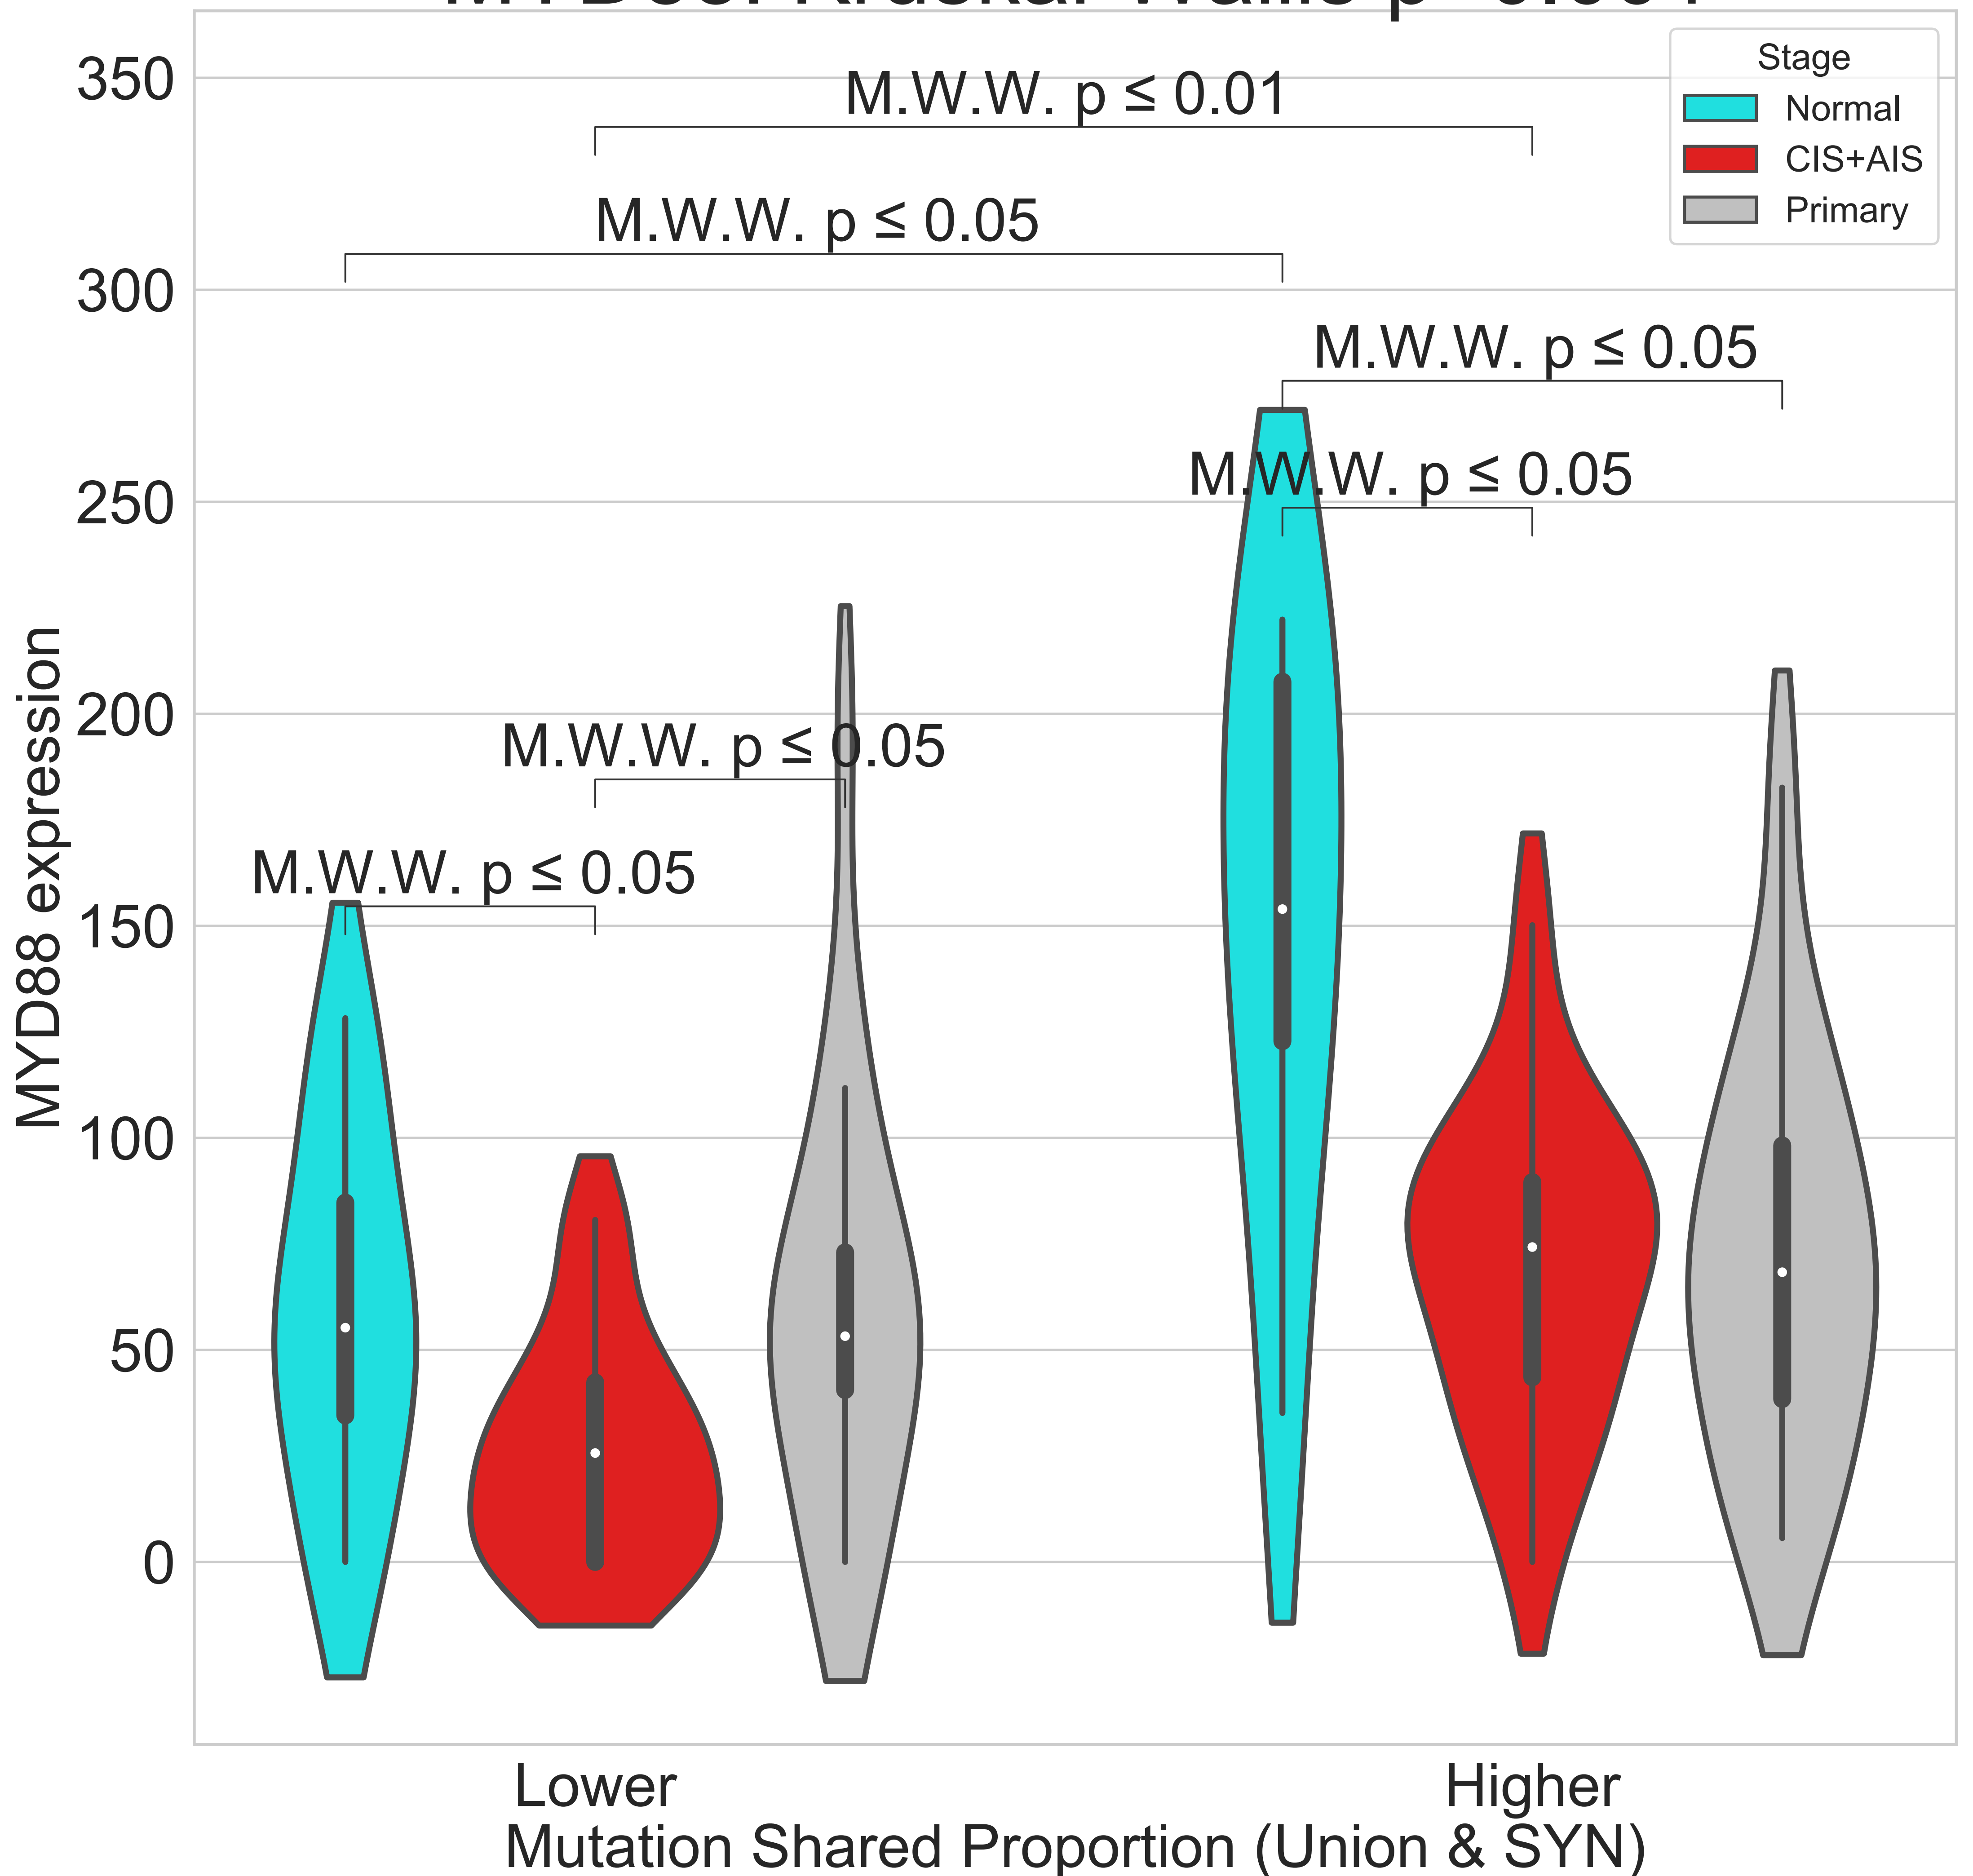 350
300
250
200
150
100
50
0
MYD88 expression
M.W.W. p ≤ 0.01
M.W.W. p ≤ 0.05
M.W.W. p ≤ 0.05
M.W.W. p ≤ 0.05
M.W.W. p ≤ 0.05
M.W.W. p ≤ 0.05
Stage
Normal
CIS+AIS
Primary
Lower
Higher
Mutation Shared Proportion (Union & SYN)